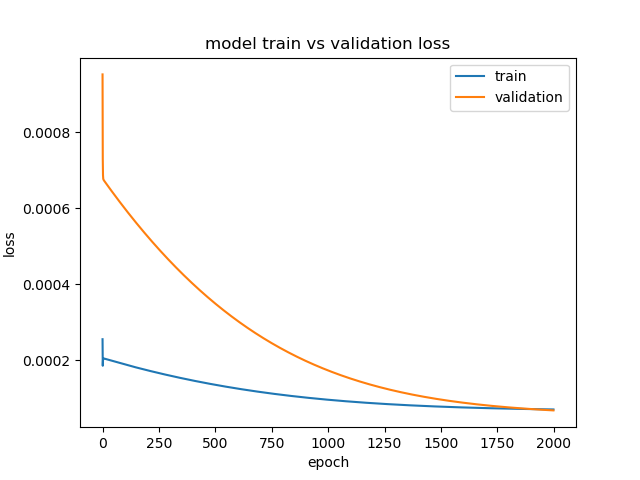 model train vs validation loss
train
validation
loss
0.0008
0.0006
0.0004
0.0002
0 250 500 750 1000 1250 1500 1750 2000
epoch